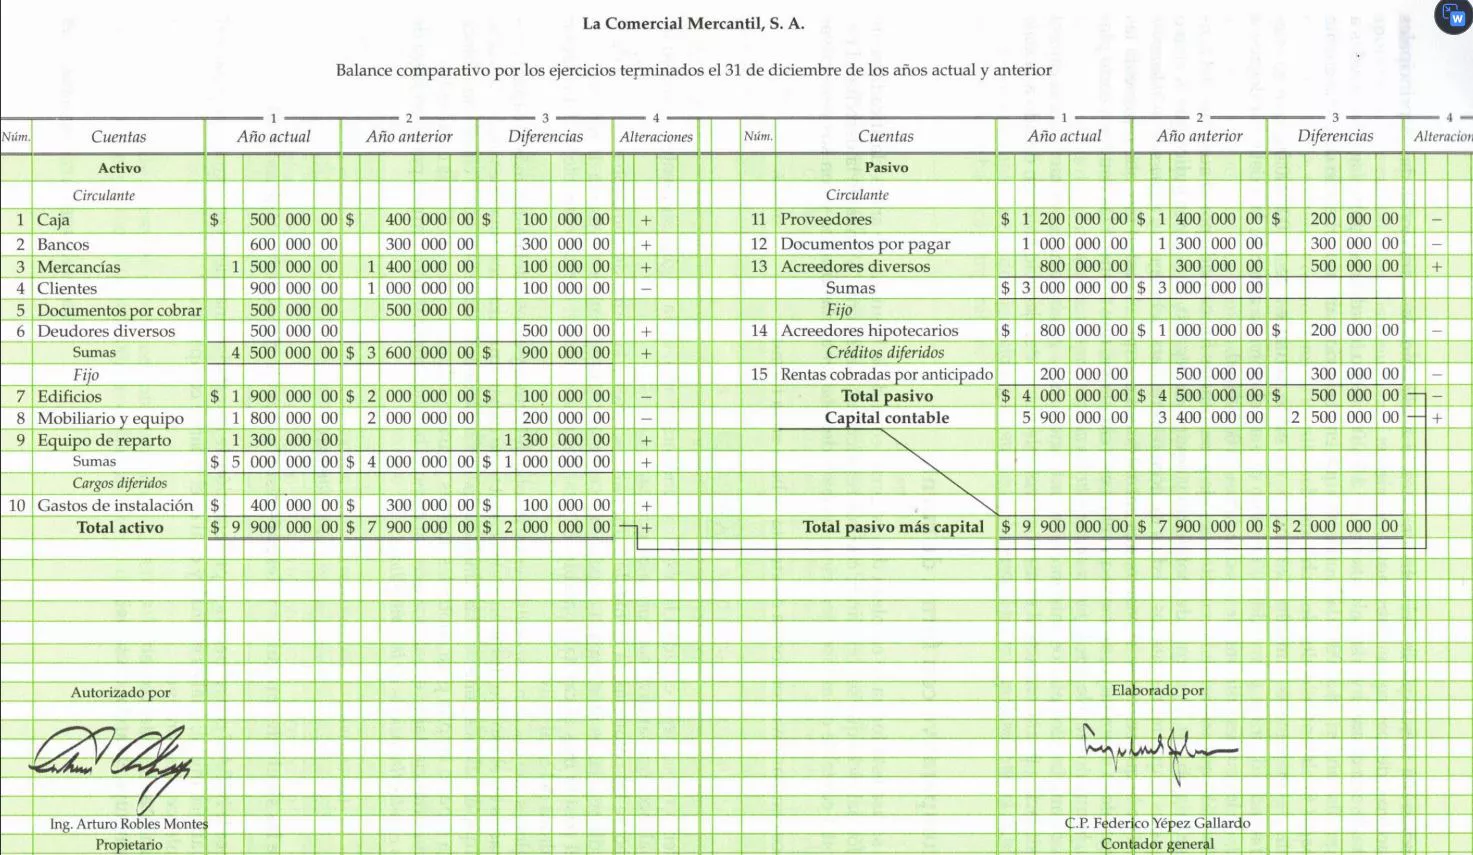 La Comercial Mercantil, S. A.
Balance comparativo por los ejercicios terminados el 31 de diciembre de los años actual y anterior
1 2 3 4 1 2 3 4
Núm. Cuentas Año actual Año anterior Diferencias Alteraciones Núm. Cuentas Año actual Año anterior Diferencias Alteracion
Activo Pasivo
Circulante Circulante
1 Caja $ 500 000 00 $ 400 000 00 $ 100 000 00 + 11 Proveedores $ 1 200 000 00 $ 1 400 000 00 $ 200 000 00 −
2 Bancos 600 000 00 300 000 00 300 000 00 + 12 Documentos por pagar 1 000 000 00 1 300 000 00 300 000 00 −
3 Mercancías 1 500 000 00 1 400 000 00 100 000 00 + 13 Acreedores diversos 800 000 00 300 000 00 500 000 00 +
4 Clientes 900 000 00 1 000 000 00 100 000 00 − Sumas $ 3 000 000 00 $ 3 000 000 00
5 Documentos por cobrar 500 000 00 500 000 00 Fijo
6 Deudores diversos 500 000 00 500 000 00 + 14 Acreedores hipotecarios $ 800 000 00 $ 1 000 000 00 $ 200 000 00 −
Sumas 4 500 000 00 $ 3 600 000 00 $ 900 000 00 + Créditos diferidos
Fijo 15 Rentas cobradas por anticipado 200 000 00 500 000 00 300 000 00 −
7 Edificios $ 1 900 000 00 $ 2 000 000 00 $ 100 000 00 − Total pasivo $ 4 000 000 00 $ 4 500 000 00 $ 500 000 00 −
8 Mobiliario y equipo 1 800 000 00 2 000 000 00 200 000 00 − Capital contable 5 900 000 00 3 400 000 00 2 500 000 00 +
9 Equipo de reparto 1 300 000 00 1 300 000 00 +
Sumas $ 5 000 000 00 $ 4 000 000 00 $ 1 000 000 00 +
Cargos diferidos
10 Gastos de instalación $ 400 000 00 $ 300 000 00 $ 100 000 00 +
Total activo $ 9 900 000 00 $ 7 900 000 00 $ 2 000 000 00 + Total pasivo más capital $ 9 900 000 00 $ 7 900 000 00 $ 2 000 000 00
Autorizado por Elaborado por
Ing. Arturo Robles Montes C.P. Federico Yépez Gallardo
Propietario Contador general
W